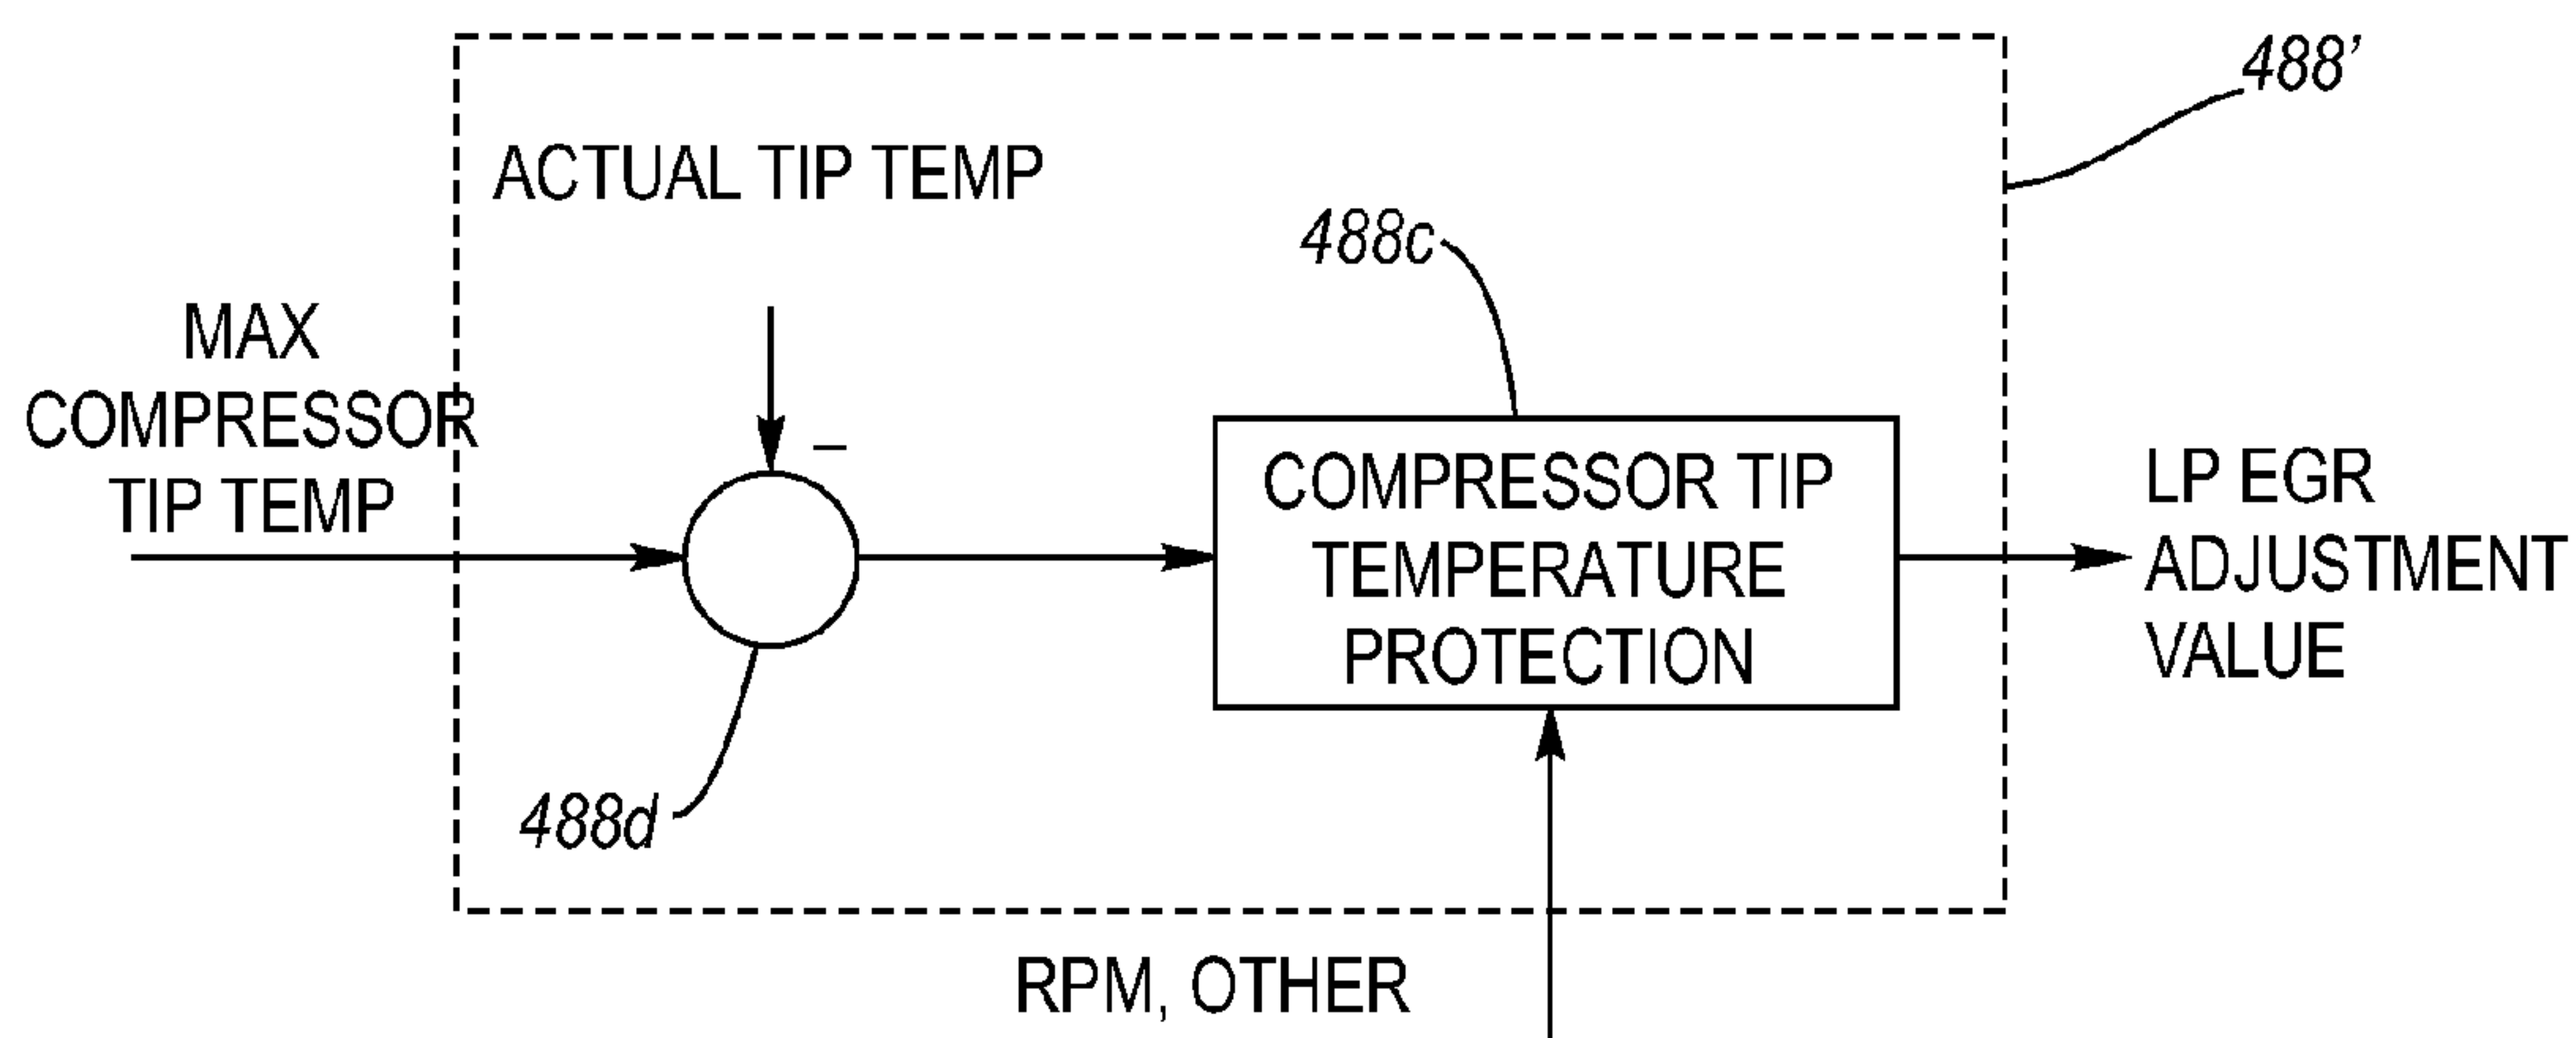 488'
ACTUAL TIP TEMP
488c
MAX
COMPRESSOR
TIP TEMP
–
COMPRESSOR TIP
TEMPERATURE
PROTECTION
LP EGR
ADJUSTMENT
VALUE
488d
RPM, OTHER